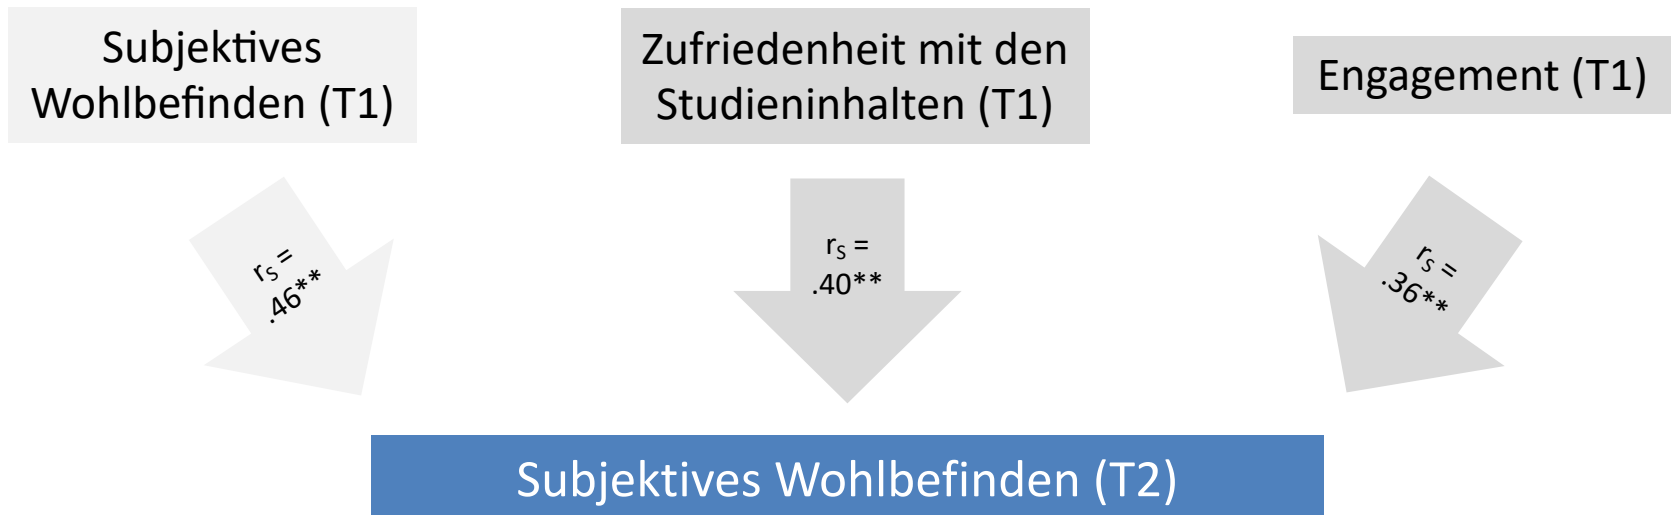 Subjektives
Wohlbefinden (T1)
Zufriedenheit mit den
Studieninhalten (T1)
Engagement (T1)
rS =
.46**
rS =
.40**
rS =
.36**
Subjektives Wohlbefinden (T2)